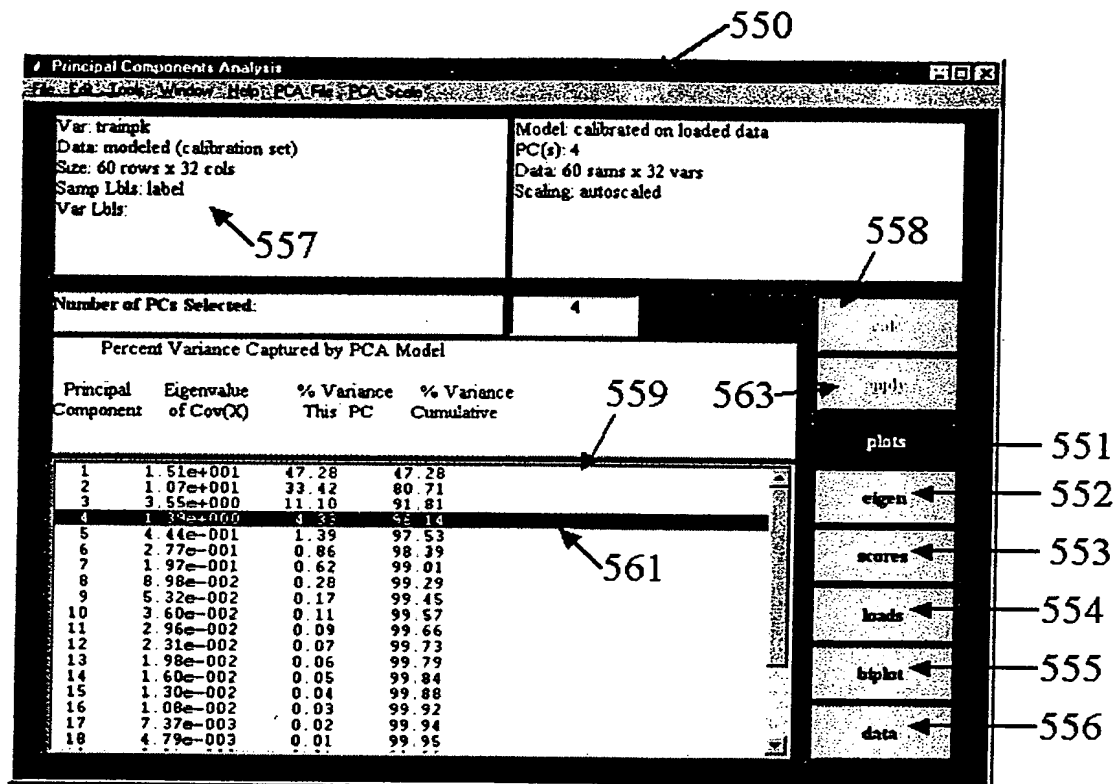 550
Principal Components Analysis
File Edit Tools Window Help PCA_File PCA_Scale
Var: trainpk
Data: modeled (calibration set)
Size: 60 rows x 32 cols
Samp Lbls: label
Var Lbls:
557
Model: calibrated on loaded data
PC(s): 4
Data: 60 sams x 32 vars
Scaling: autoscaled
558
Number of PCs Selected:
4
calc
Percent Variance Captured by PCA Model
Principal Eigenvalue % Variance % Variance
Component of Cov(X) This PC Cumulative
559
563
apply
plots
551
1 1.51e+001 47.28 47.28
2 1.07e+001 33.42 80.71
3 3.55e+000 11.10 91.81
4 1.39e+000 4.33 96.14
5 4.44e-001 1.39 97.53
6 2.77e-001 0.86 98.39
7 1.97e-001 0.62 99.01
8 8.98e-002 0.28 99.29
9 5.32e-002 0.17 99.45
10 3.60e-002 0.11 99.57
11 2.96e-002 0.09 99.66
12 2.31e-002 0.07 99.73
13 1.98e-002 0.06 99.79
14 1.60e-002 0.05 99.84
15 1.30e-002 0.04 99.88
16 1.08e-002 0.03 99.92
17 7.37e-003 0.02 99.94
18 4.79e-003 0.01 99.95
561
eigen
552
scores
553
loads
554
biplot
555
data
556